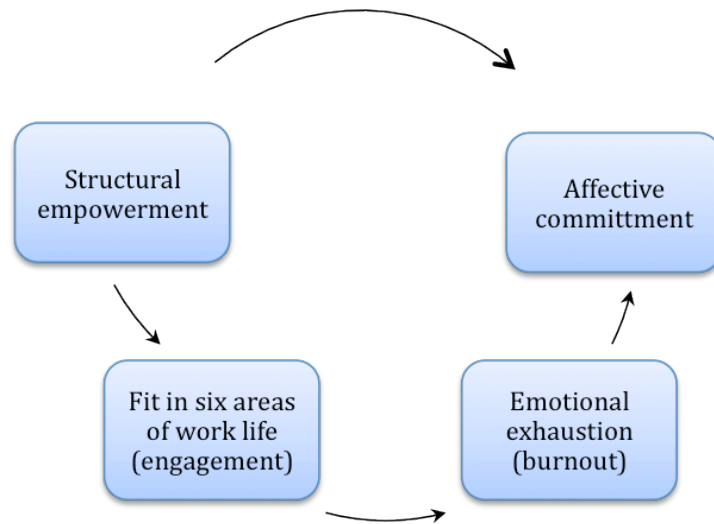 Structural
empowerment
Affective
committment
Fit in six areas
of work life
(engagement)
Emotional
exhaustion
(burnout)